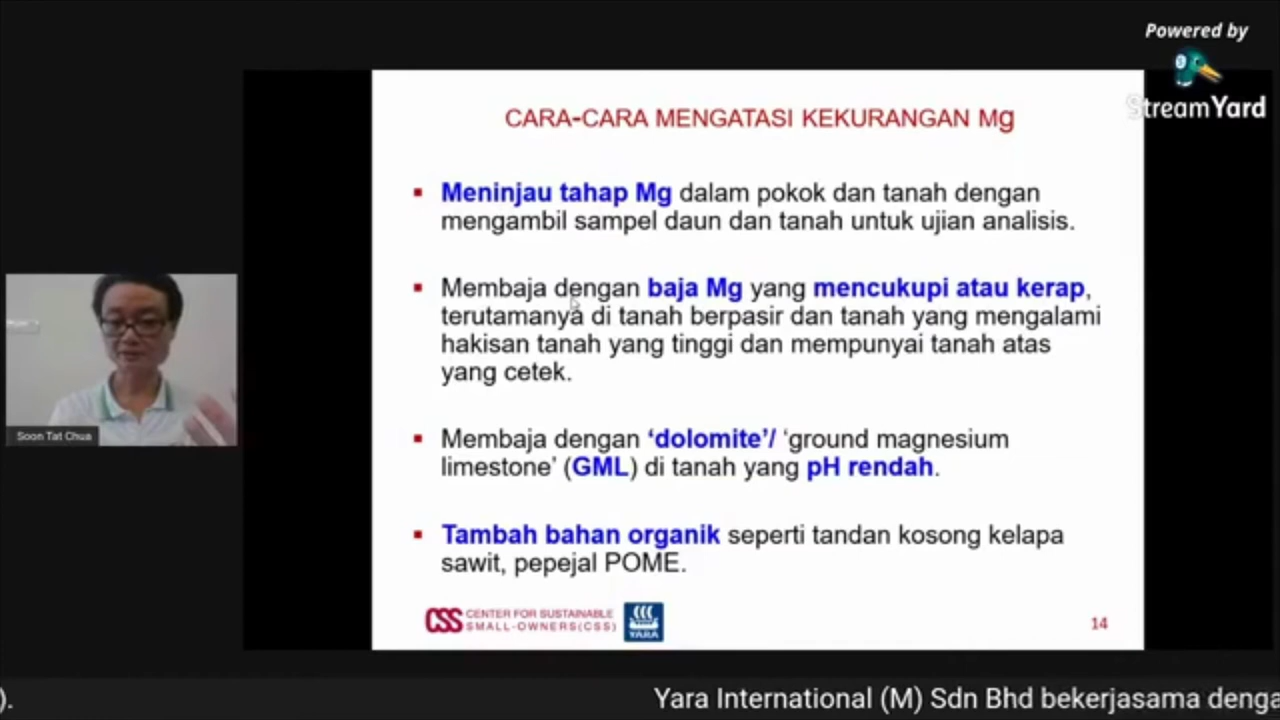 Powered by
StreamYard
CARA-CARA MENGATASI KEKURANGAN Mg
Meninjau tahap Mg dalam pokok dan tanah dengan
mengambil sampel daun dan tanah untuk ujian analisis.
Membaja dengan baja Mg yang mencukupi atau kerap,
terutamanya di tanah berpasir dan tanah yang mengalami
hakisan tanah yang tinggi dan mempunyai tanah atas
yang cetek.
Membaja dengan ‘dolomite’/ ‘ground magnesium
limestone’ (GML) di tanah yang pH rendah.
Tambah bahan organik seperti tandan kosong kelapa
sawit, pepejal POME.
Soon Tat Chua
CSS CENTER FOR SUSTAINABLE
SMALL-OWNERS(CSS)
YARA
14
). Yara International (M) Sdn Bhd bekerjasama denga